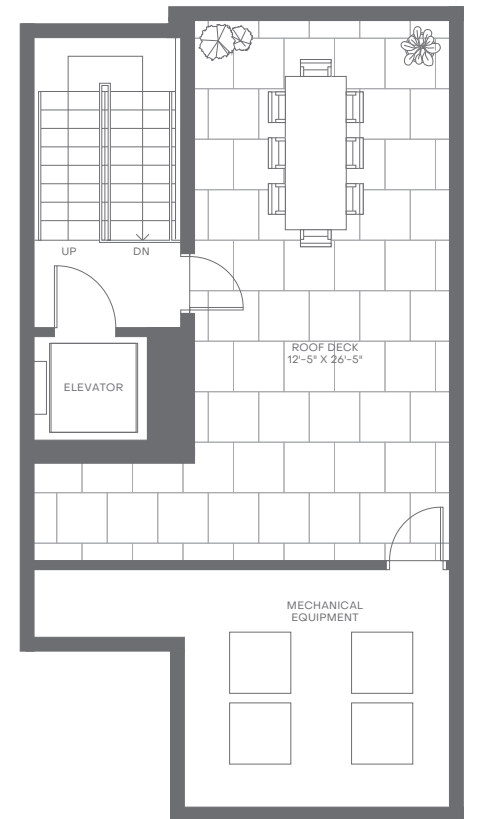 UP
DN
ELEVATOR
ROOF DECK
12'-5" X 26'-5"
MECHANICAL
EQUIPMENT